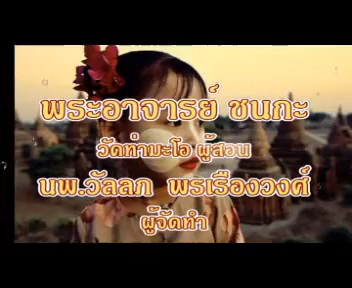 พระอาจารย์ ชนกะ
วัดท่ามะโอ ผู้สอน
นพ.วัลลภ พรเรืองวงศ์
ผู้จัดทำ